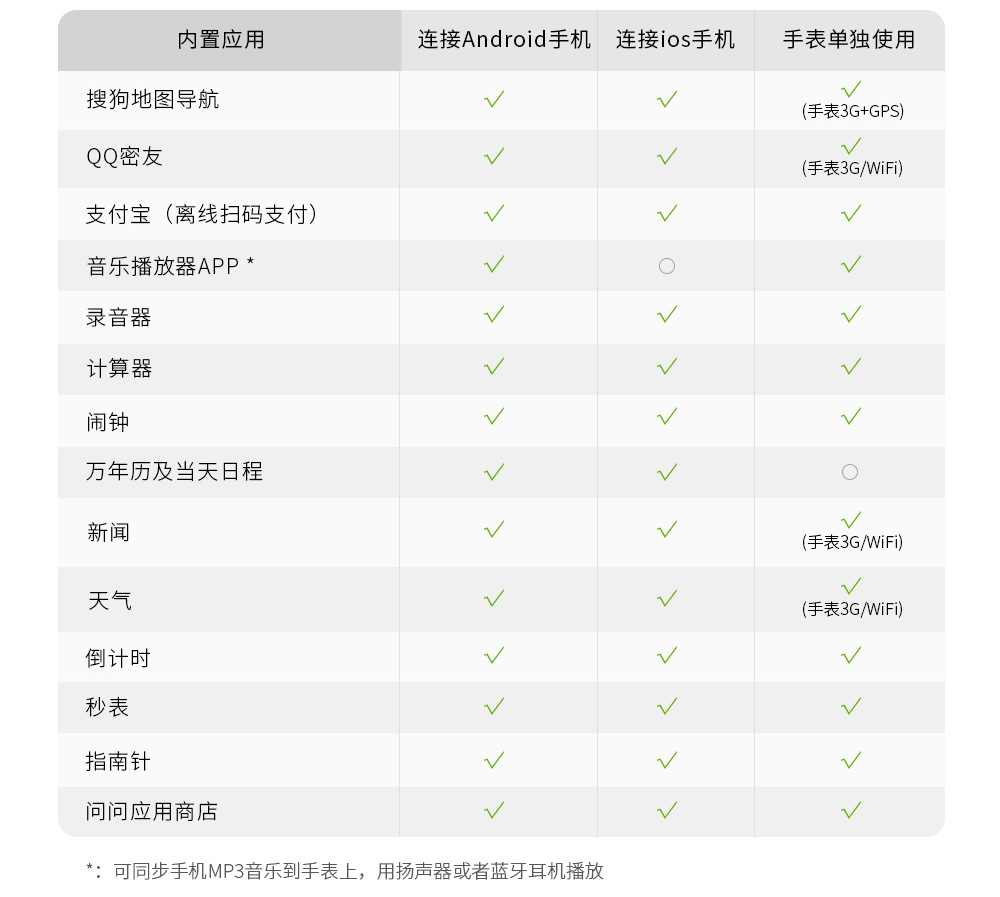 内置应用 连接Android手机 连接ios手机 手表单独使用
搜狗地图导航 √ √ √
(手表3G+GPS)
QQ密友 √ √ √
(手表3G/WiFi)
支付宝（离线扫码支付） √ √ √
音乐播放器APP * √ ○ √
录音器 √ √ √
计算器 √ √ √
闹钟 √ √ √
万年历及当天日程 √ √ ○
新闻 √ √ √
(手表3G/WiFi)
天气 √ √ √
(手表3G/WiFi)
倒计时 √ √ √
秒表 √ √ √
指南针 √ √ √
问问应用商店 √ √ √
*：可同步手机MP3音乐到手表上，用扬声器或者蓝牙耳机播放